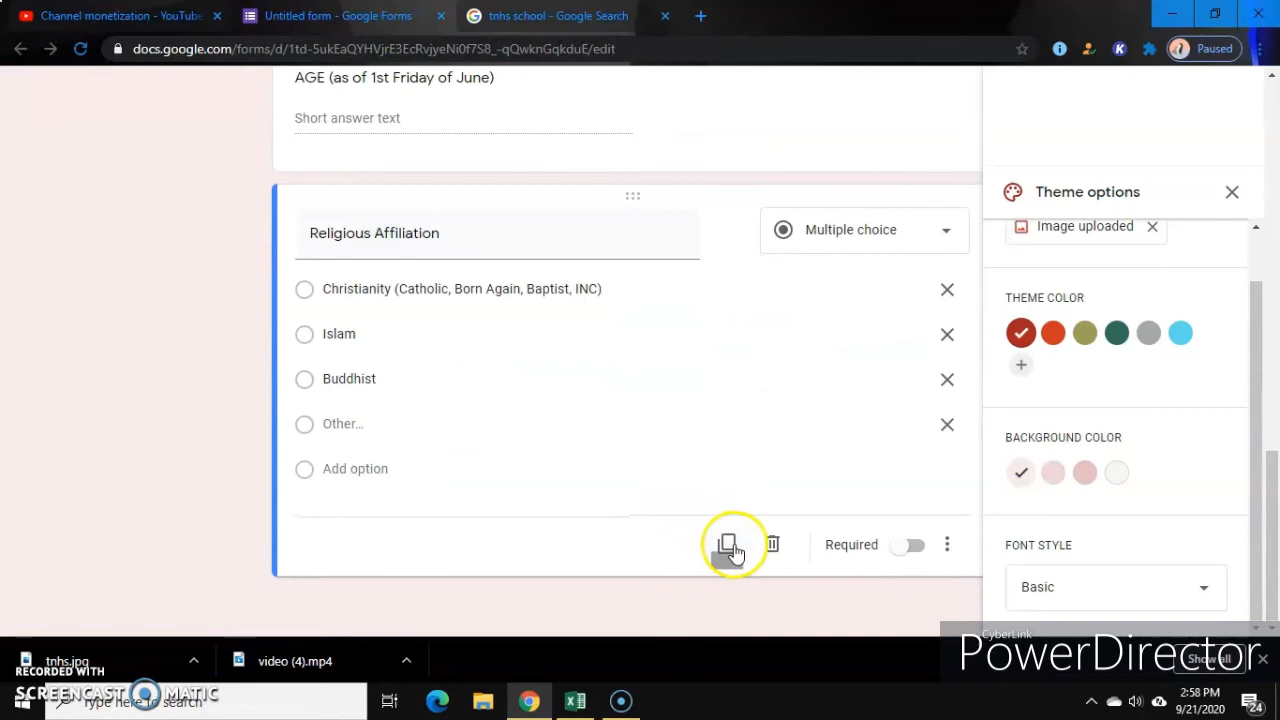 Channel monetization - YouTube
Untitled form - Google Forms
tnhs school - Google Search
docs.google.com/forms/d/1td-5ukEaQYHVjrE3EcRvjyeNi0f7S8_-qQwknGqkduE/edit
Paused
AGE (as of 1st Friday of June)
Short answer text
Theme options
Image uploaded
Religious Affiliation
Multiple choice
Christianity (Catholic, Born Again, Baptist, INC)
Islam
Buddhist
Other...
Add option
THEME COLOR
BACKGROUND COLOR
Required
FONT STYLE
Basic
tnhs.jpg
video (4).mp4
Show all
CyberLink
PowerDirector
RECORDED WITH
SCREENCAST MATIC
Type here to search
2:58 PM
9/21/2020
24